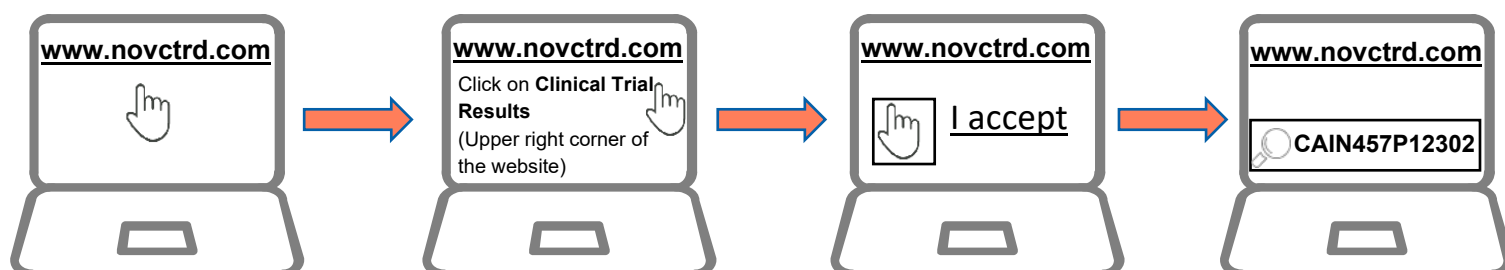 www.novctrd.com
www.novctrd.com
Click on Clinical Trial
Results
(Upper right corner of
the website)
www.novctrd.com
I accept
www.novctrd.com
CAIN457P12302